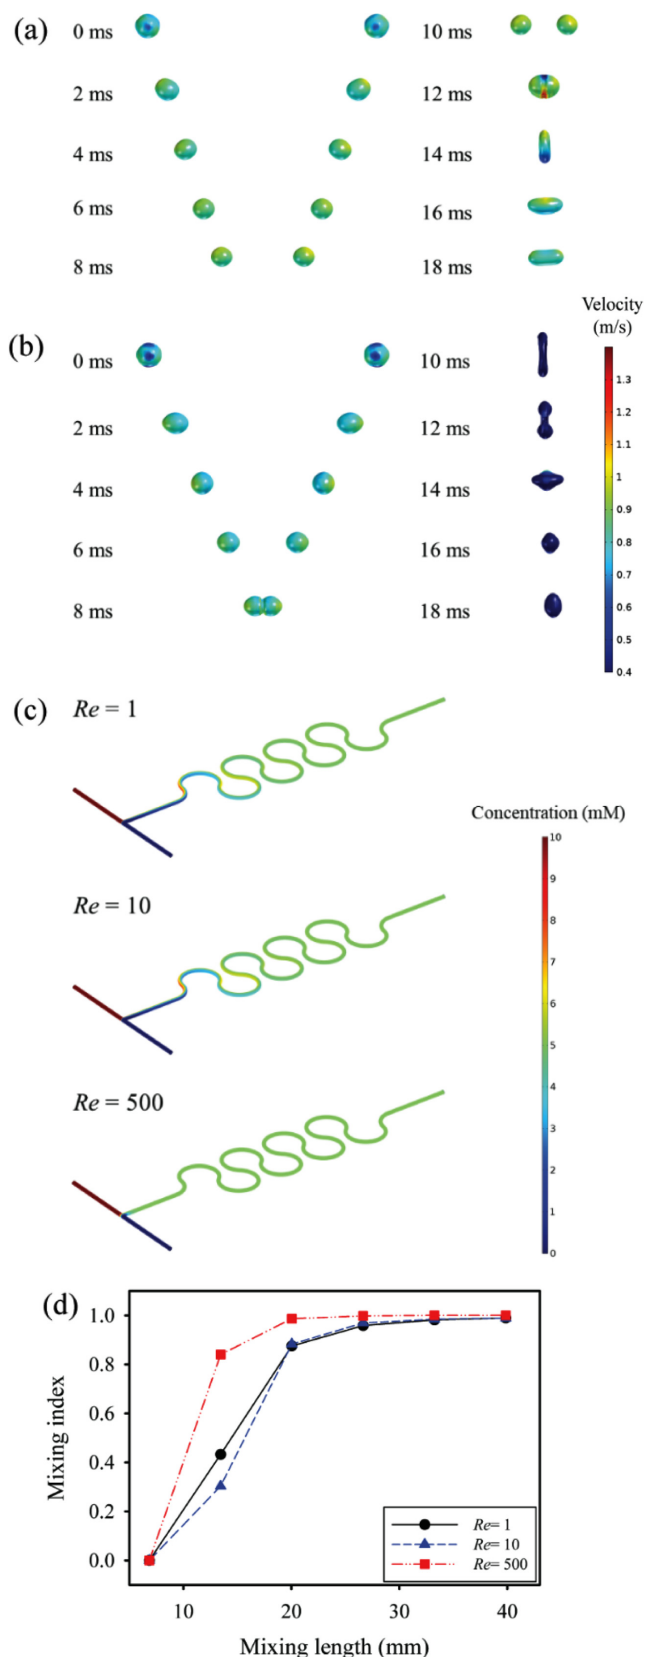 (a)
0 ms
2 ms
4 ms
6 ms
8 ms
10 ms
12 ms
14 ms
16 ms
18 ms
(b)
0 ms
2 ms
4 ms
6 ms
8 ms
10 ms
12 ms
14 ms
16 ms
18 ms
Velocity
(m/s)
1.3
1.2
1.1
1
0.9
0.8
0.7
0.6
0.5
0.4
(c)
Re = 1
Re = 10
Re = 500
Concentration (mM)
10
9
8
7
6
5
4
3
2
1
0
(d)
Mixing index
1.0
0.8
0.6
0.4
0.2
0.0
Re= 1
Re= 10
Re= 500
10 20 30 40
Mixing length (mm)